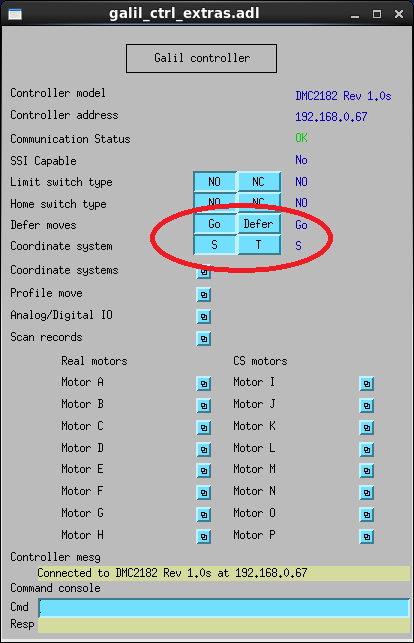 galil_ctrl_extras.adl
Galil controller
Controller model DMC2182 Rev 1.0s
Controller address 192.168.0.67
Communication Status OK
SSI Capable No
Limit switch type NO NC NO
Home switch type NO NC NO
Defer moves Go Defer Go
Coordinate system S T S
Coordinate systems
Profile move
Analog/Digital IO
Scan records
Real motors CS motors
Motor A Motor I
Motor B Motor J
Motor C Motor K
Motor D Motor L
Motor E Motor M
Motor F Motor N
Motor G Motor O
Motor H Motor P
Controller mesg
Connected to DMC2182 Rev 1.0s at 192.168.0.67
Command console
Cmd
Resp